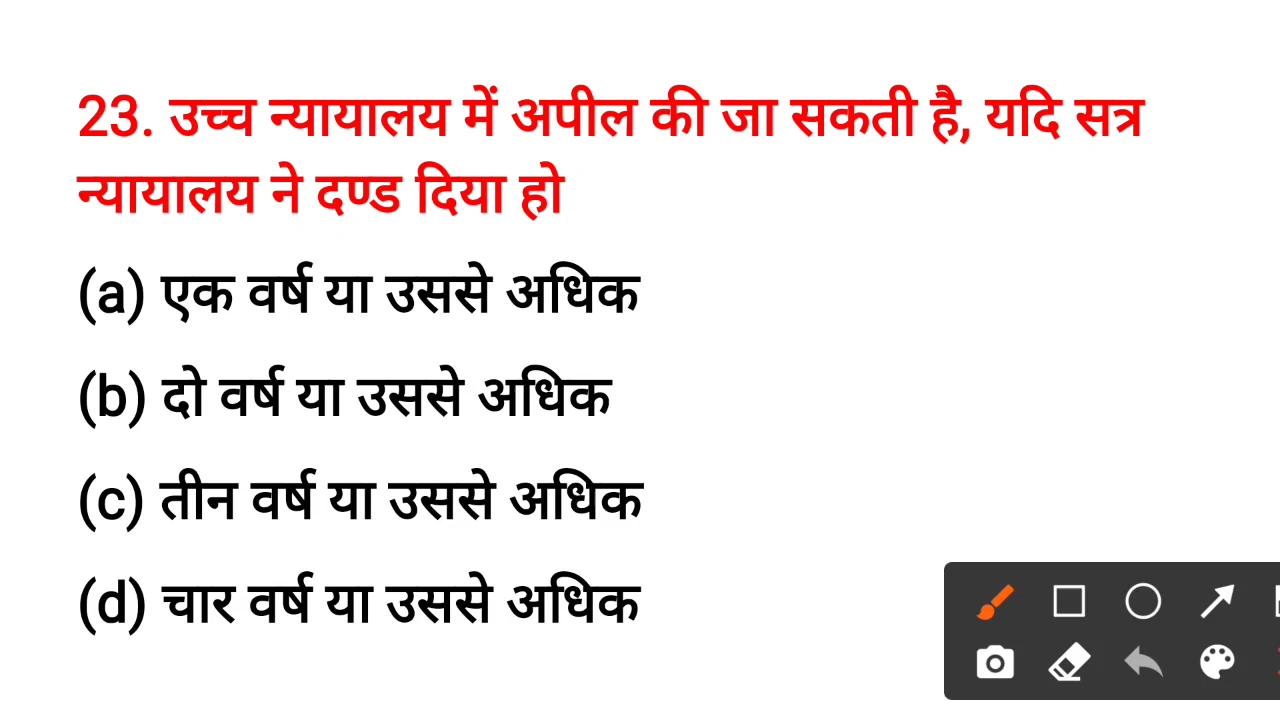 23. उच्च न्यायालय में अपील की जा सकती है, यदि सत्र
न्यायालय ने दण्ड दिया हो
(a) एक वर्ष या उससे अधिक
(b) दो वर्ष या उससे अधिक
(c) तीन वर्ष या उससे अधिक
(d) चार वर्ष या उससे अधिक